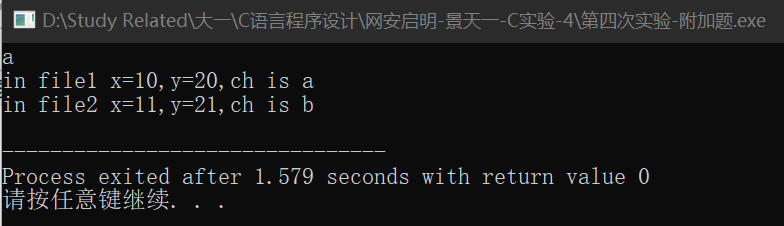 D:\Study Related\大一\C语言程序设计\网安启明-景天一-C实验-4\第四次实验-附加题.exe
a
in file1 x=10,y=20,ch is a
in file2 x=11,y=21,ch is b
--------------------------------
Process exited after 1.579 seconds with return value 0
请按任意键继续. . .